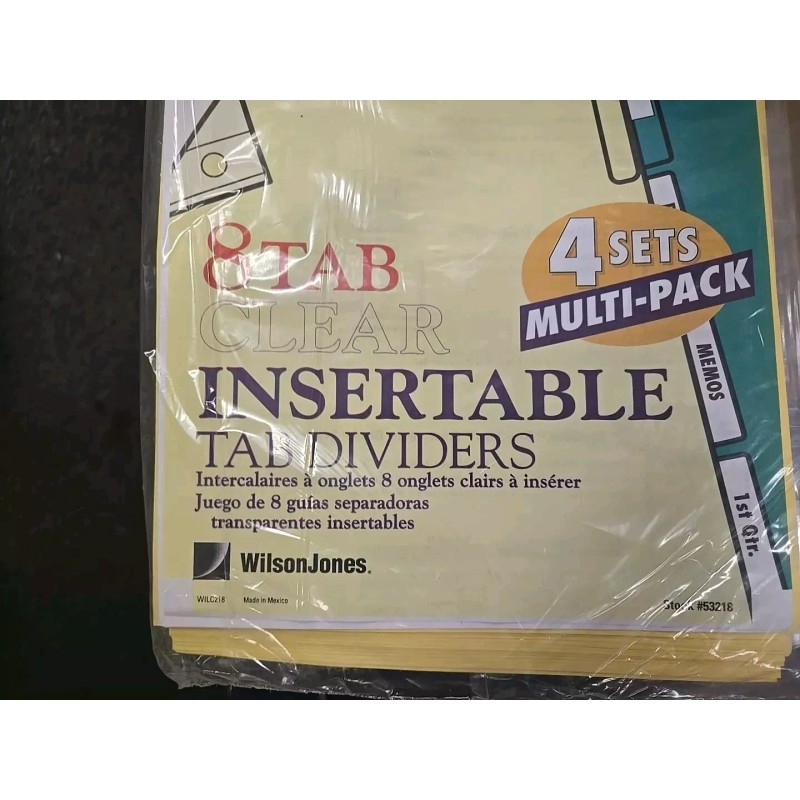 4 SETS
MULTI-PACK
8 TAB
CLEAR
INSERTABLE
TAB DIVIDERS
Intercalaires à onglets 8 onglets clairs à insérer
Juego de 8 guías separadoras
transparentes insertables
MEMOS
1st Qtr.
WilsonJones.
WILC218
Made in Mexico
Stock #53218